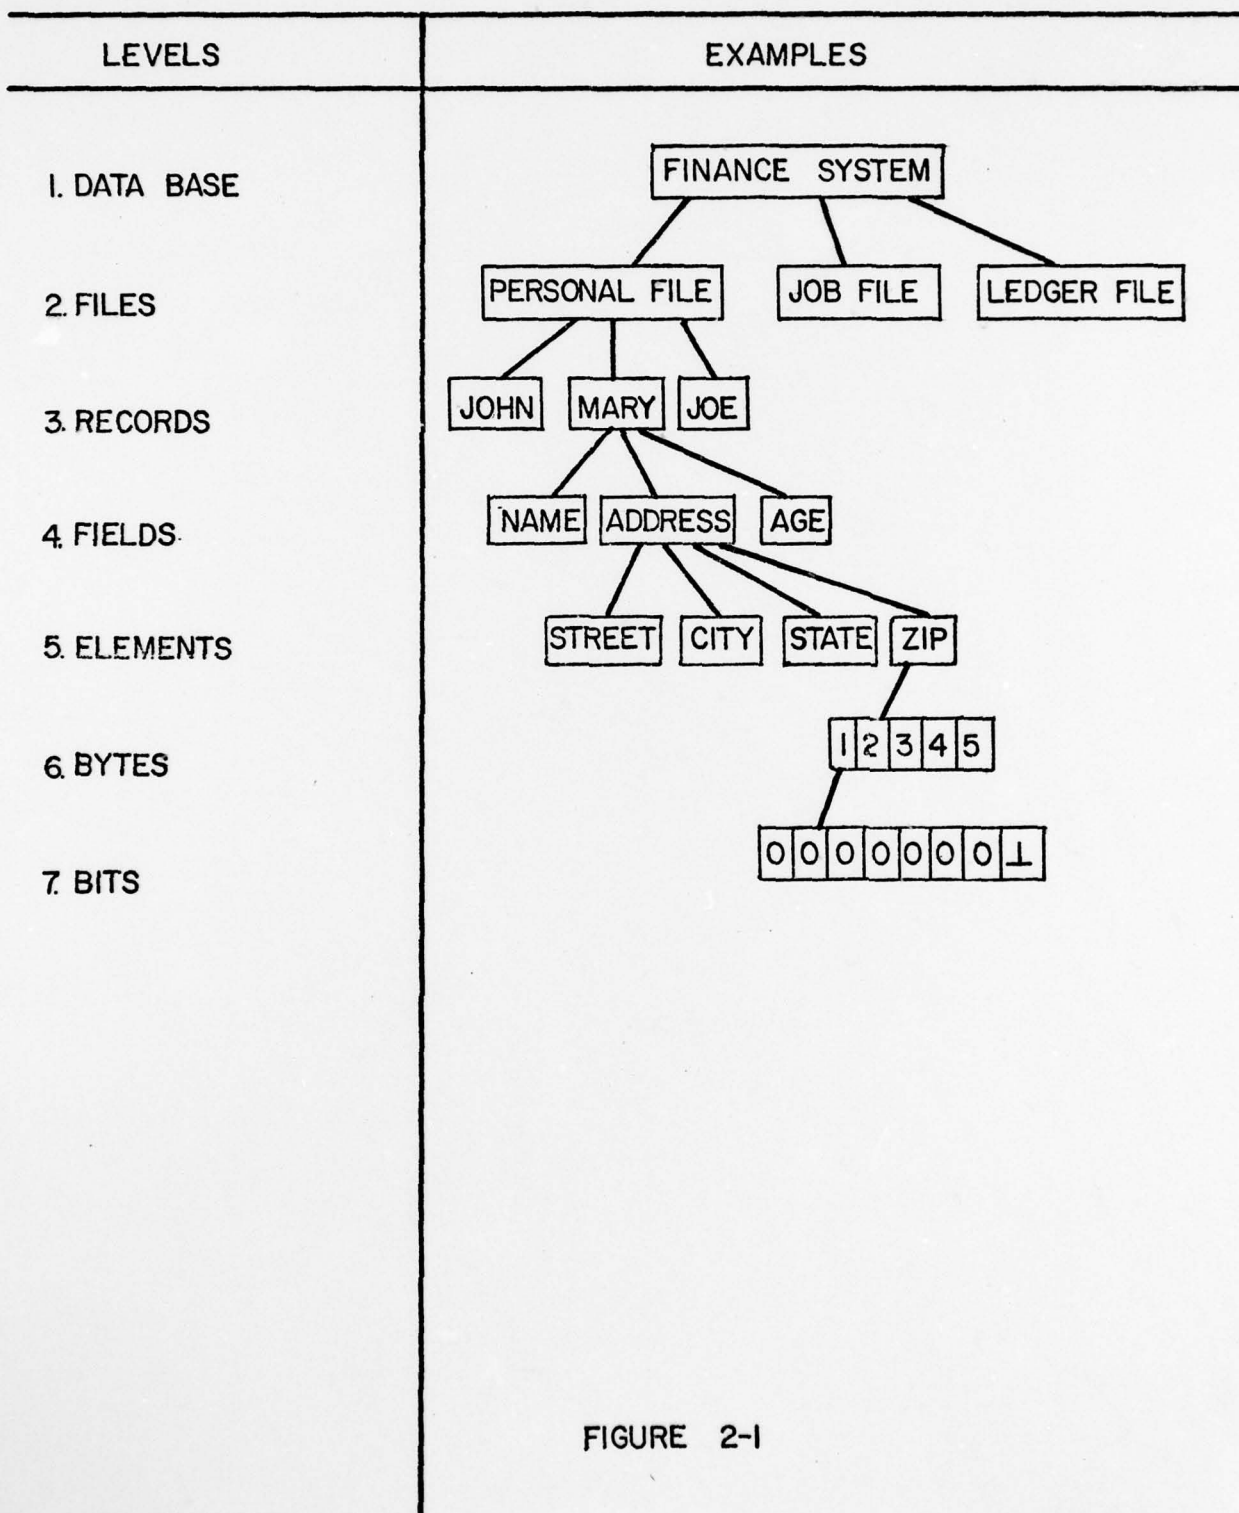 LEVELS EXAMPLES
1. DATA BASE FINANCE SYSTEM
2. FILES PERSONAL FILE JOB FILE LEDGER FILE
3. RECORDS JOHN MARY JOE
4. FIELDS NAME ADDRESS AGE
5. ELEMENTS STREET CITY STATE ZIP
6. BYTES 1 2 3 4 5
7. BITS 0 0 0 0 0 0 0 1
FIGURE 2-1